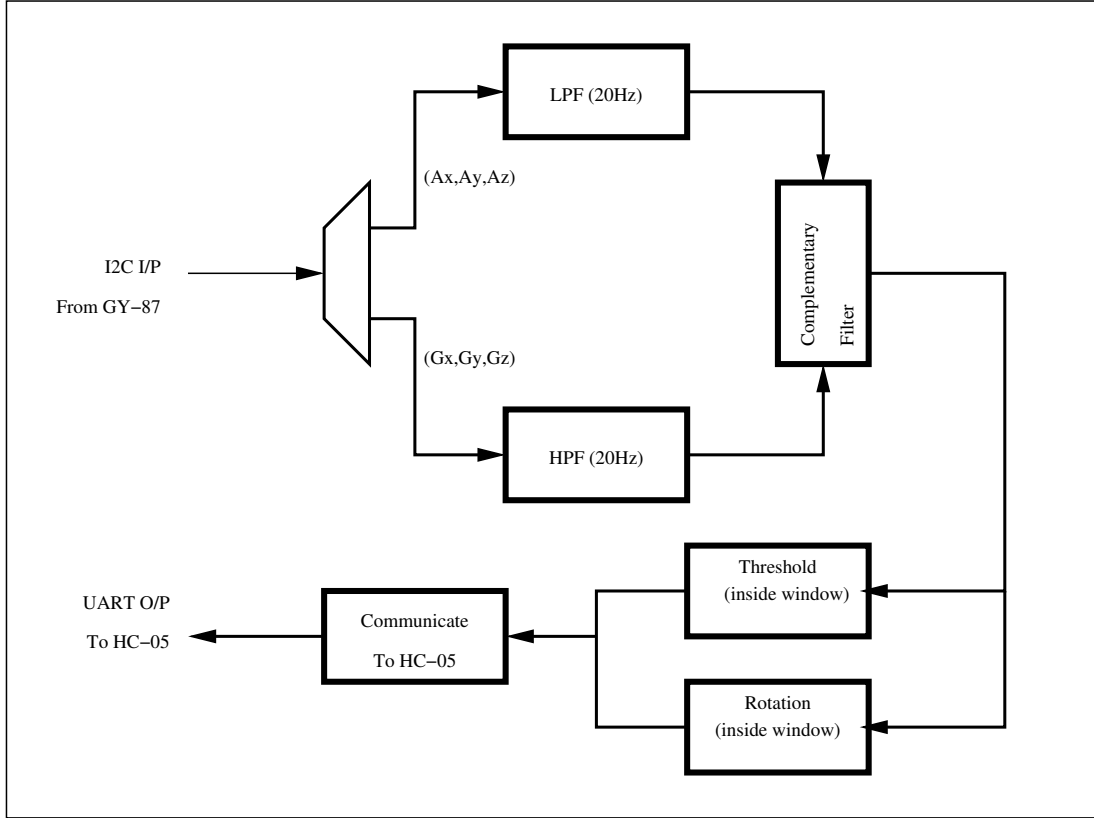 LPF (20Hz)
(Ax,Ay,Az)
I2C I/P
From GY−87
Complementary
Filter
(Gx,Gy,Gz)
HPF (20Hz)
Threshold
(inside window)
UART O/P
To HC−05
Communicate
To HC−05
Rotation
(inside window)